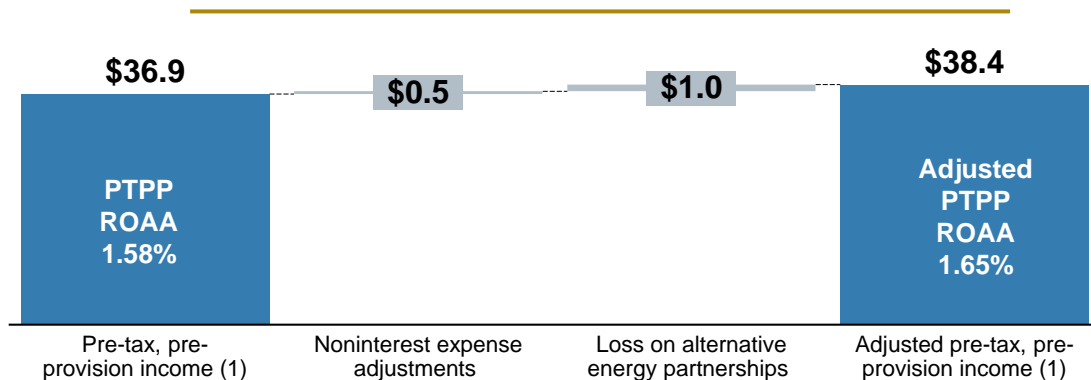 $36.9
$0.5
$1.0
$38.4
PTPP
ROAA
1.58%
Adjusted
PTPP
ROAA
1.65%
Pre-tax, pre-
provision income (1)
Noninterest expense
adjustments
Loss on alternative
energy partnerships
Adjusted pre-tax, pre-
provision income (1)